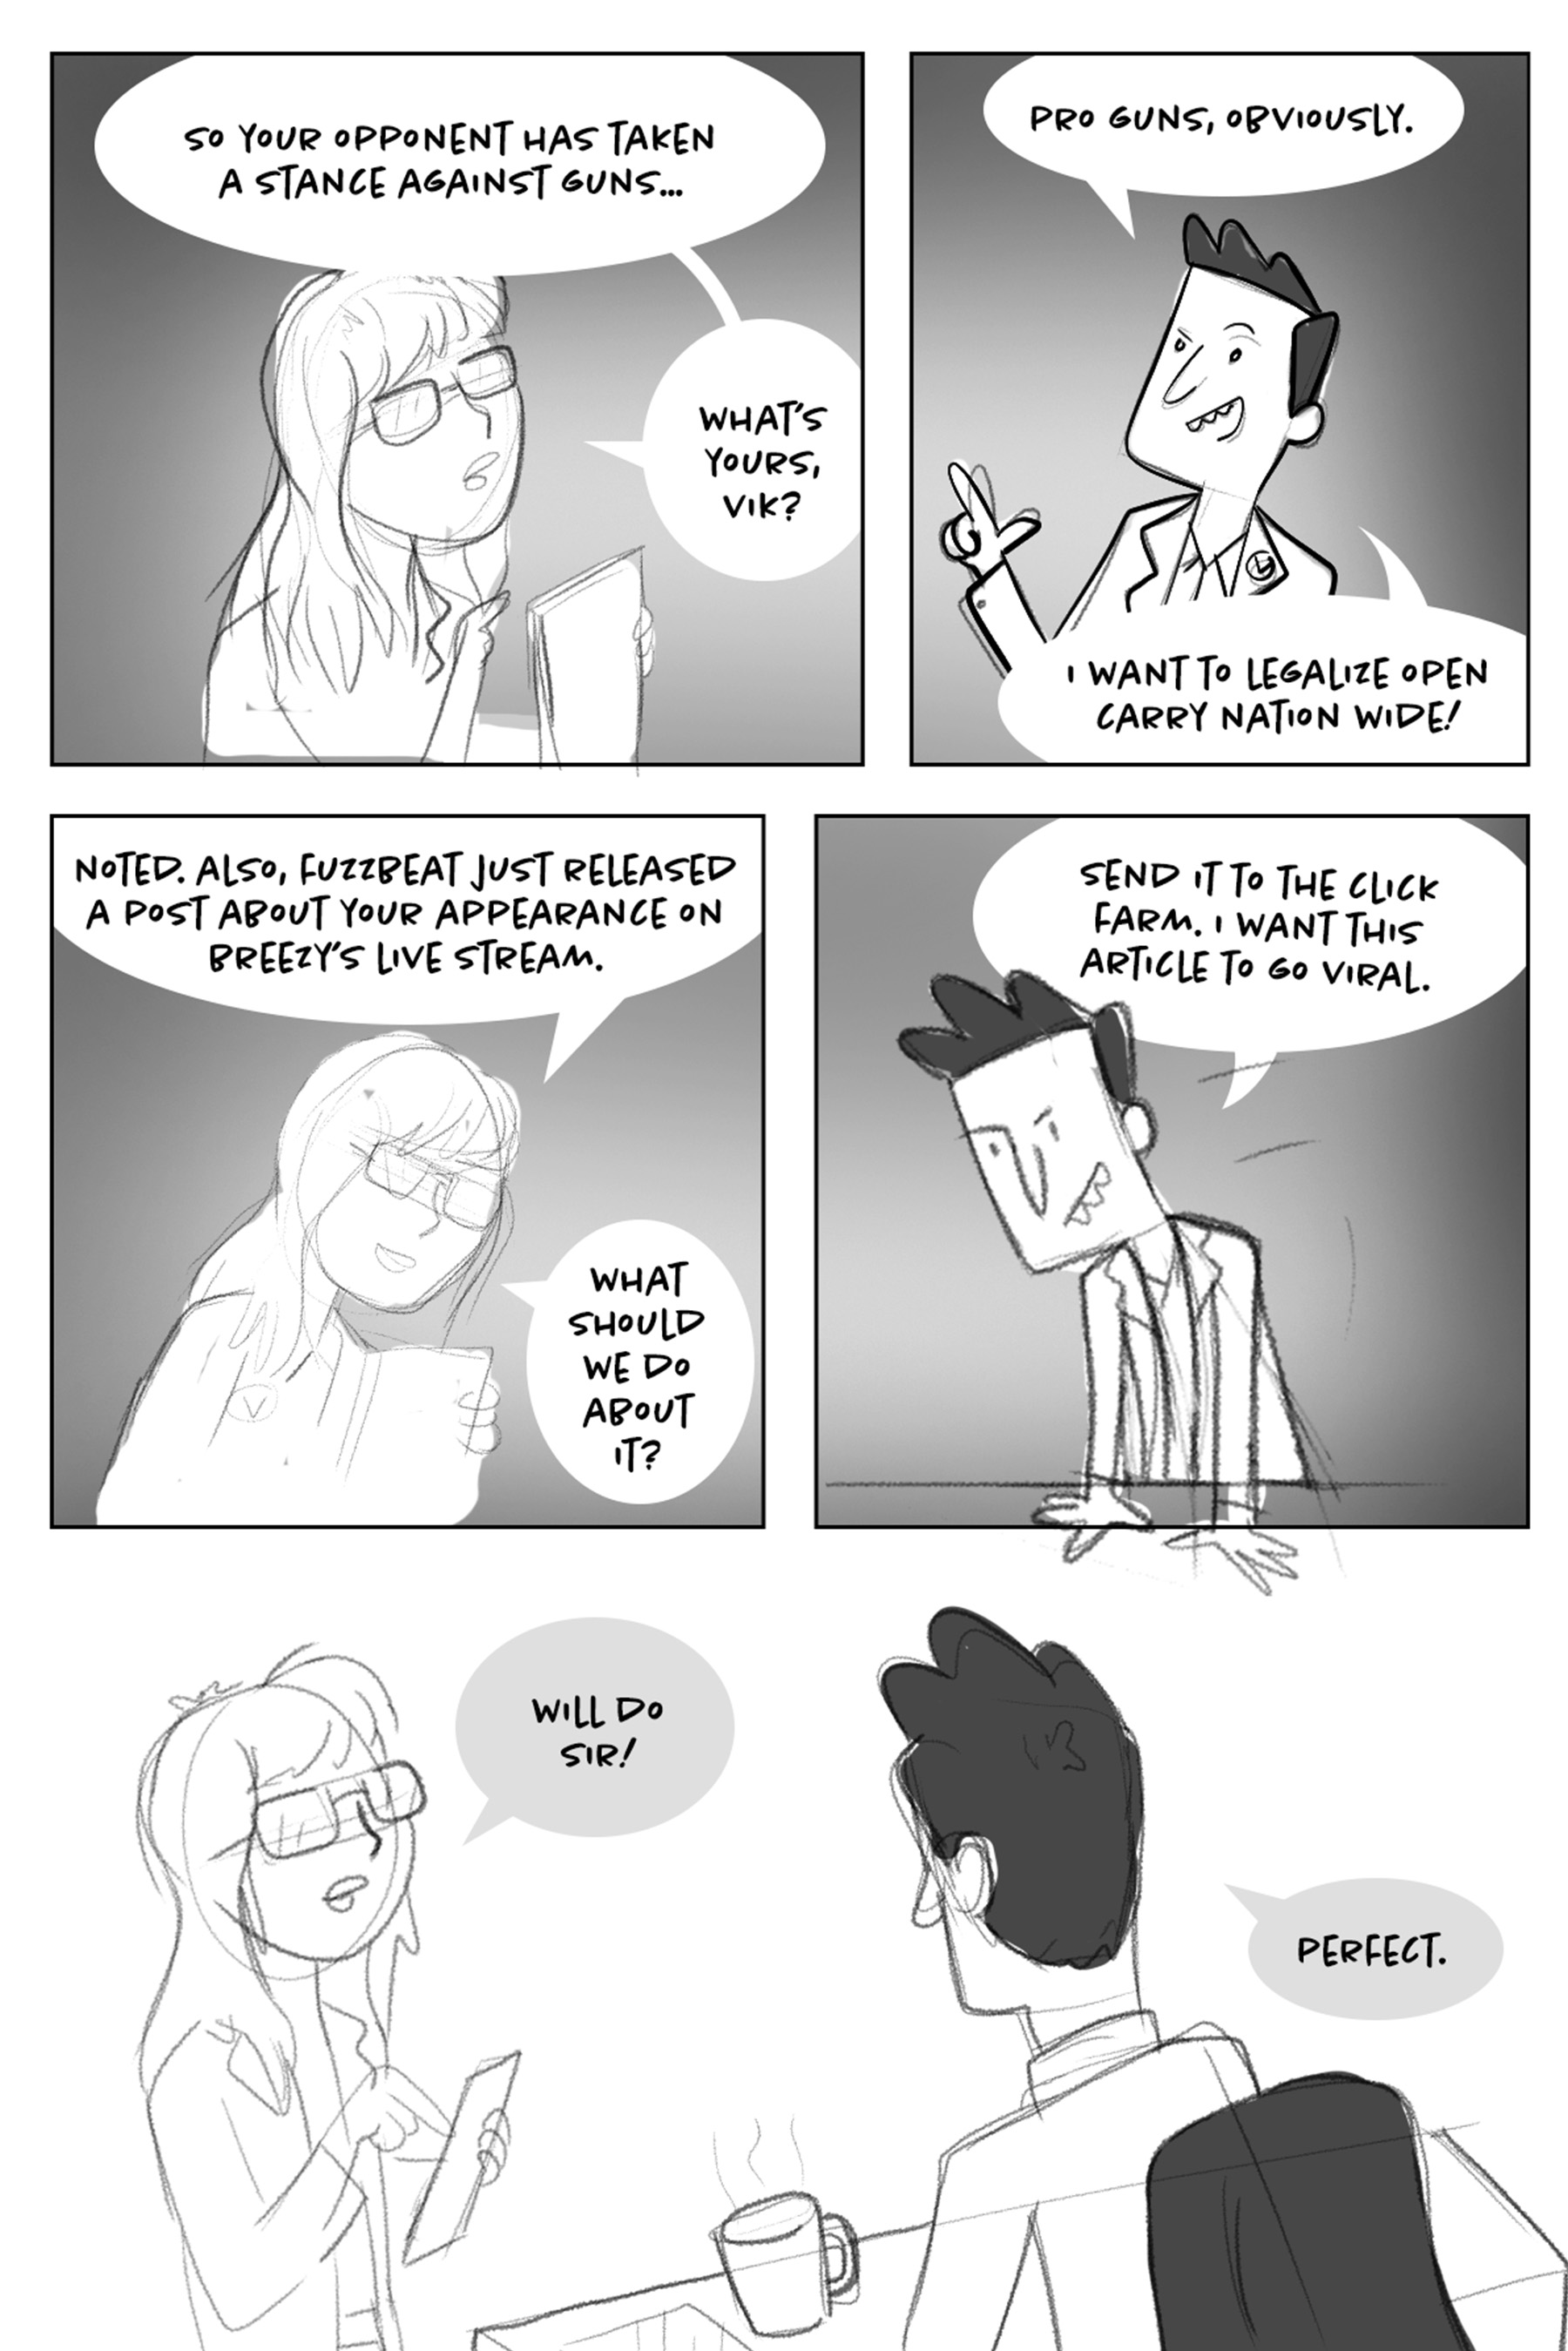 SO YOUR OPPONENT HAS TAKEN
A STANCE AGAINST GUNS...
WHAT'S
YOURS,
VIK?
PRO GUNS, OBVIOUSLY.
I WANT TO LEGALIZE OPEN
CARRY NATION WIDE!
NOTED. ALSO, FUZZBEAT JUST RELEASED
A POST ABOUT YOUR APPEARANCE ON
BREEZY'S LIVE STREAM.
V
WHAT
SHOULD
WE DO
ABOUT
IT?
SEND IT TO THE CLICK
FARM. I WANT THIS
ARTICLE TO GO VIRAL.
WILL DO
SIR!
PERFECT.